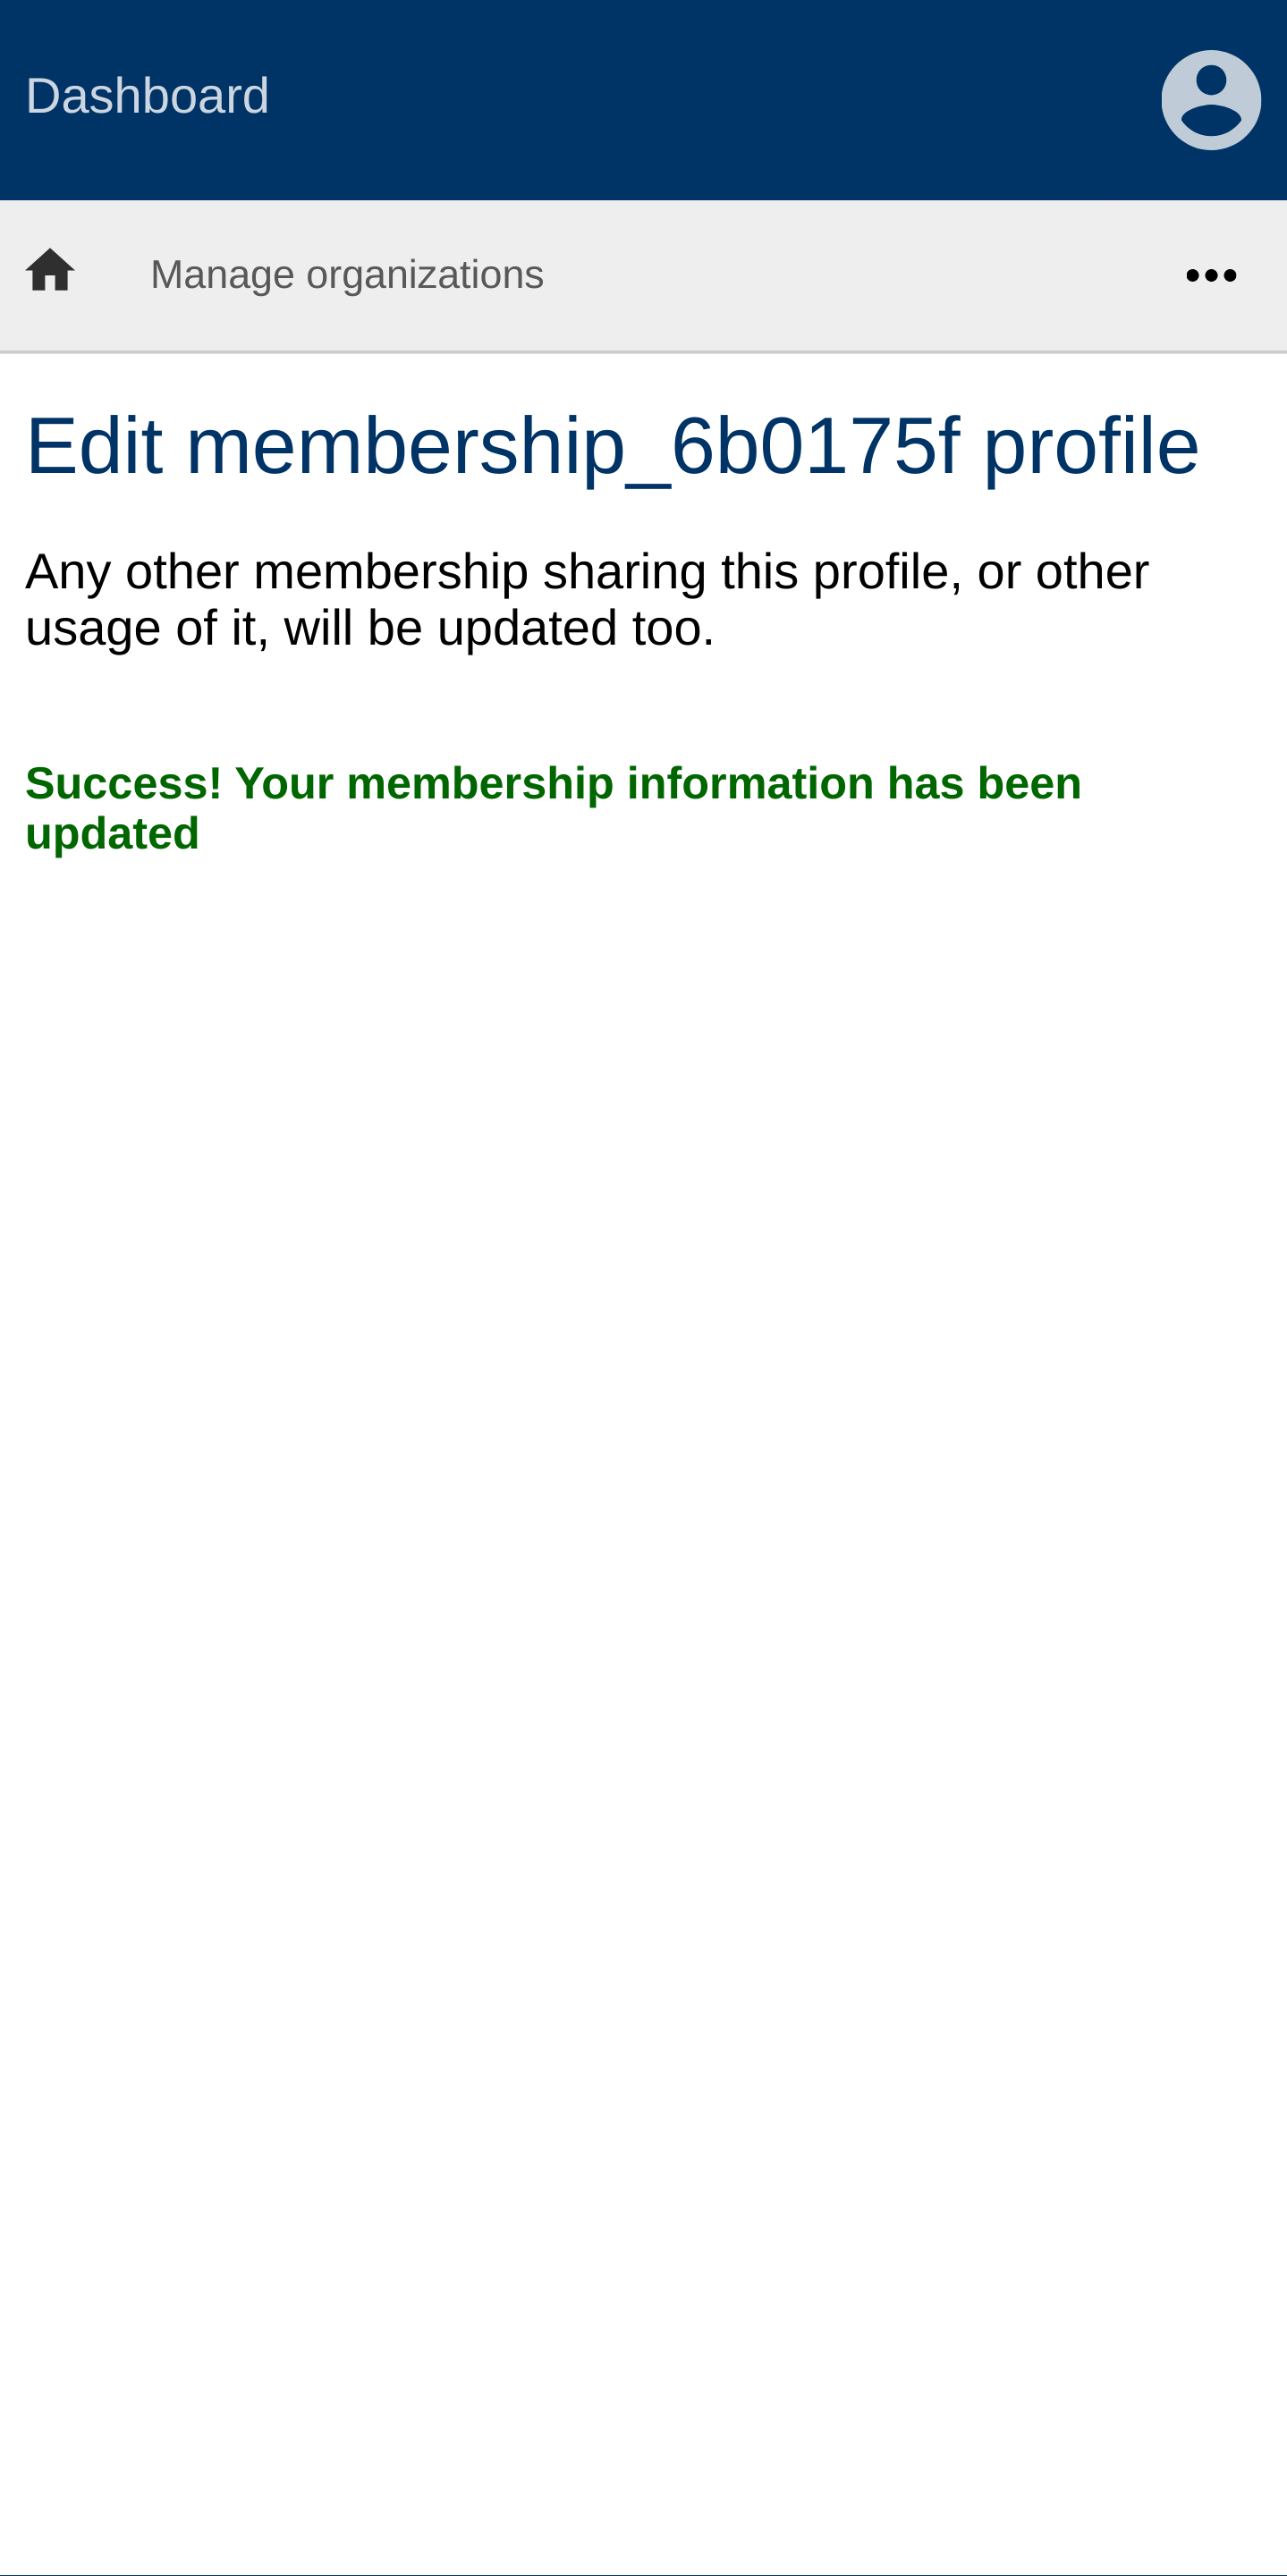 Dashboard
Manage organizations
Edit membership_6b0175f profile
Any other membership sharing this profile, or other
usage of it, will be updated too.
Success! Your membership information has been
updated